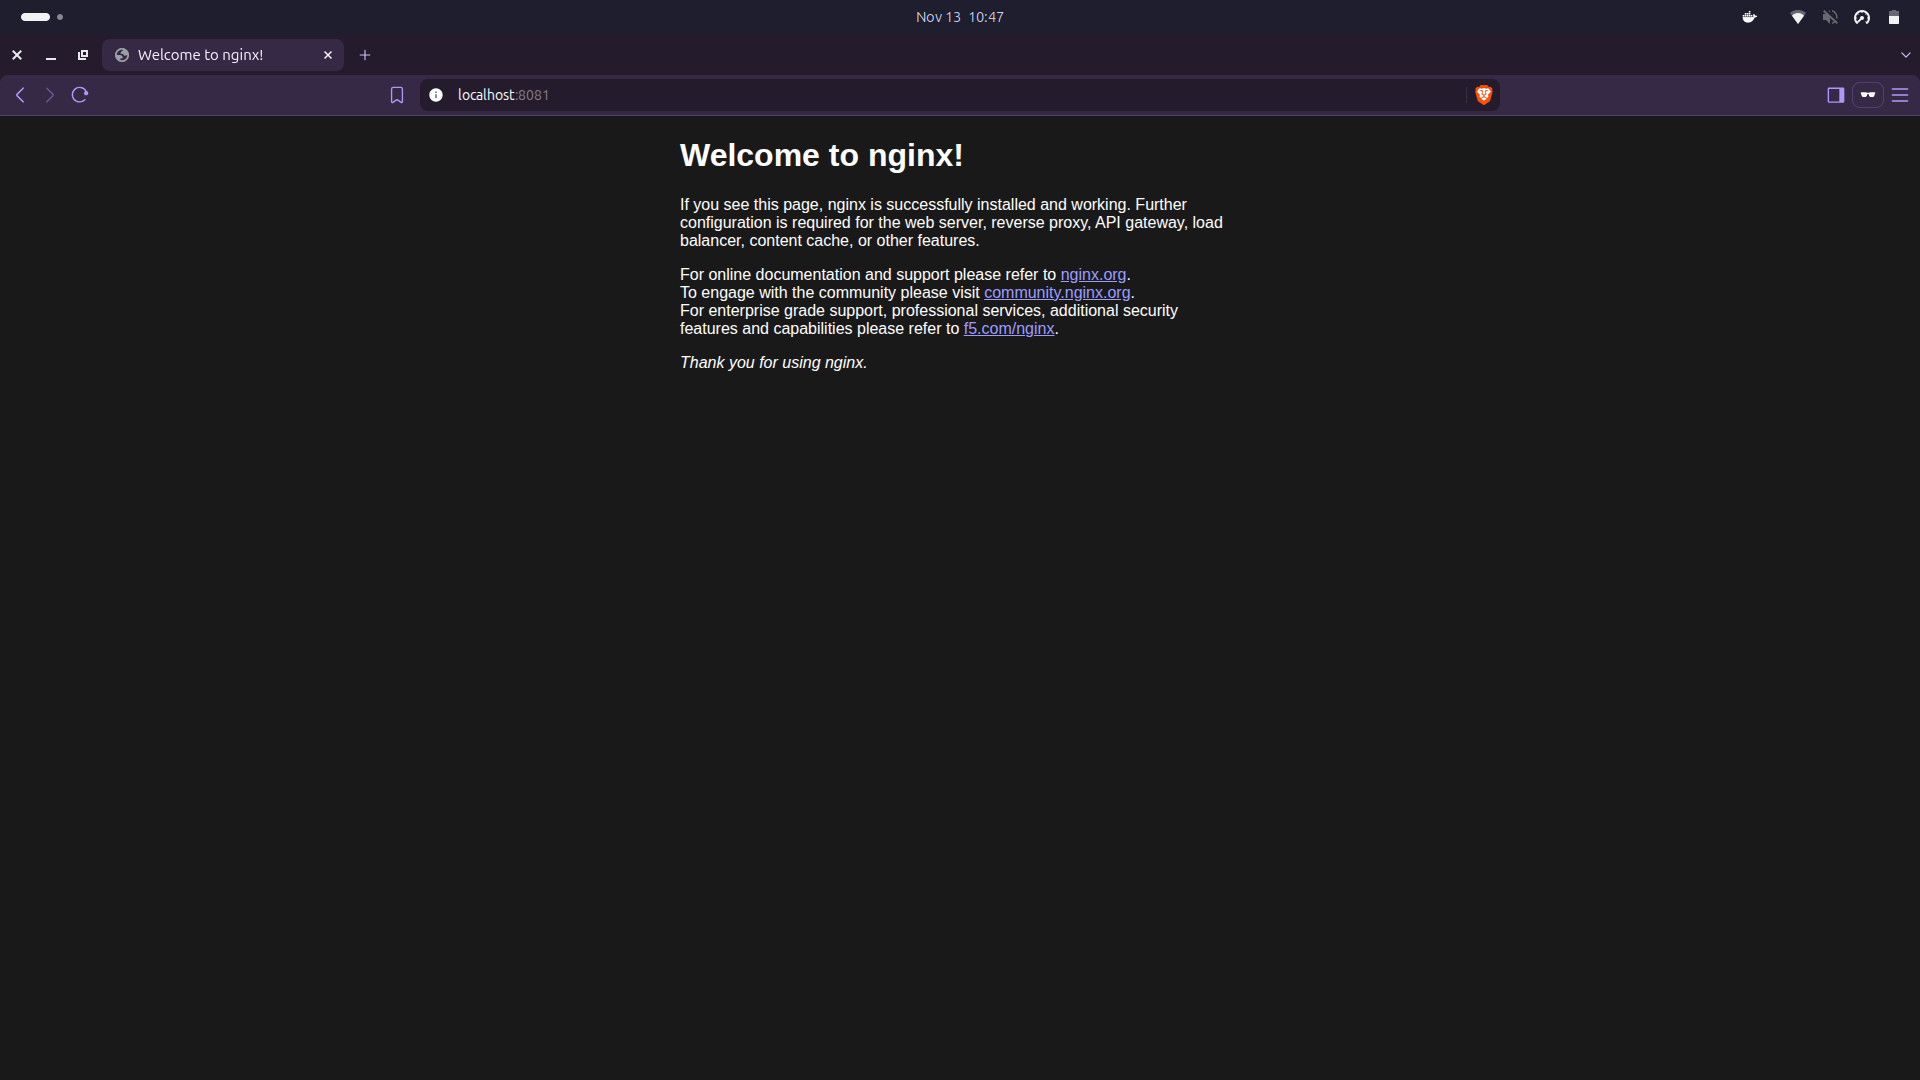 Nov 13 10:47
Welcome to nginx!
localhost:8081
Welcome to nginx!
If you see this page, nginx is successfully installed and working. Further
configuration is required for the web server, reverse proxy, API gateway, load
balancer, content cache, or other features.
For online documentation and support please refer to nginx.org.
To engage with the community please visit community.nginx.org.
For enterprise grade support, professional services, additional security
features and capabilities please refer to f5.com/nginx.
Thank you for using nginx.